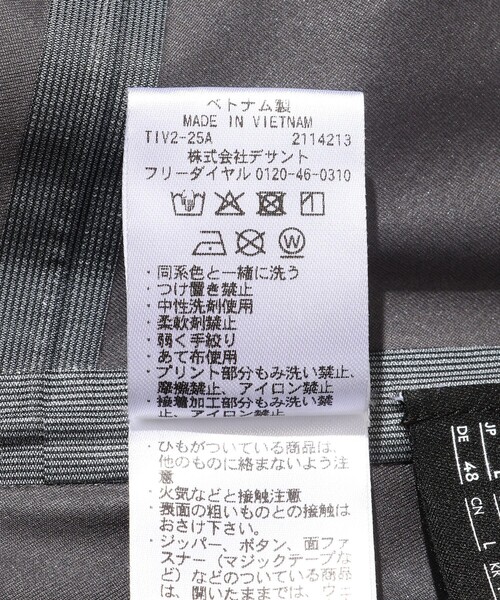 ベトナム製
MADE IN VIETNAM
TIV2-25A 2114213
株式会社デサント
フリーダイヤル 0120-46-0310
W
・同系色と一緒に洗う
・つけ置き禁止
・中性洗剤使用
・柔軟剤禁止
・弱く手絞り
・あて布使用
・プリント部分もみ洗い禁止、
摩擦禁止、アイロン禁止
・接着加工部分もみ洗い禁
止、アイロン禁止
・ひもがついている商品は、
他のものに絡まないよう注
意
・火気などと接触注意
・表面の粗いものとの接触は
おさけ下さい。
・ジッパー、ボタン、面ファ
スナー（マジックテープな
ど）などのついている商品
は、開いたままでは、ウェ
JP L
DE 48 CN L